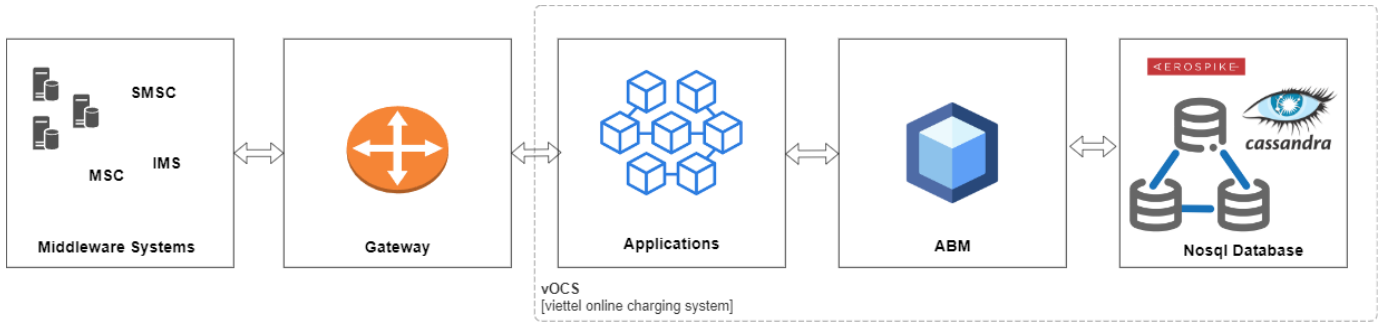 SMSC
IMS
MSC
Middleware Systems
Gateway
Applications
ABM
AEROSPIKE
cassandra
Nosql Database
vOCS
[viettel online charging system]